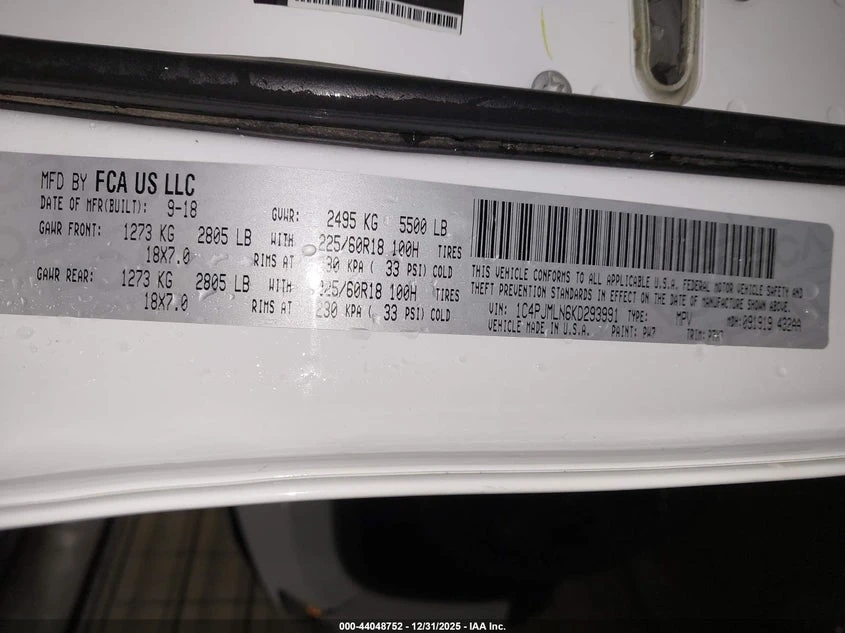 MFD BY FCA US LLC
DATE OF MFR(BUILT): 9-18 GVWR: 2495 KG 5500 LB
GAWR FRONT: 1273 KG 2805 LB WITH 225/60R18 100H TIRES
18X7.0 RIMS AT 230 KPA ( 33 PSI) COLD
GAWR REAR: 1273 KG 2805 LB WITH 225/60R18 100H TIRES
18X7.0 RIMS AT 230 KPA ( 33 PSI) COLD
THIS VEHICLE CONFORMS TO ALL APPLICABLE U.S.A. FEDERAL MOTOR VEHICLE SAFETY AND
THEFT PREVENTION STANDARDS IN EFFECT ON THE DATE OF MANUFACTURE SHOWN ABOVE.
VIN: 1C4PJMLN6KD293991 TYPE: MPV MDH: 091919 432AA
VEHICLE MADE IN U.S.A. PAINT: PW7 TRIM:
000-44048752 - 12/31/2025 - IAA Inc.